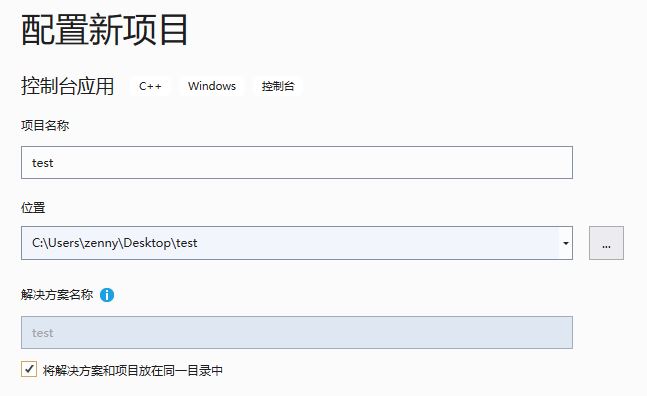 配置新项目
控制台应用 C++ Windows 控制台
项目名称
test
位置
C:\Users\zenny\Desktop\test
...
解决方案名称
test
将解决方案和项目放在同一目录中